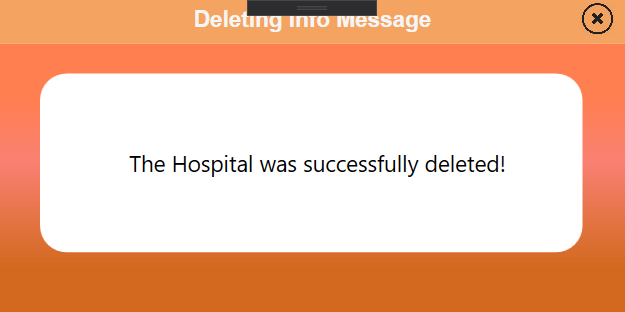 Deleting Info Message
The Hospital was successfully deleted!